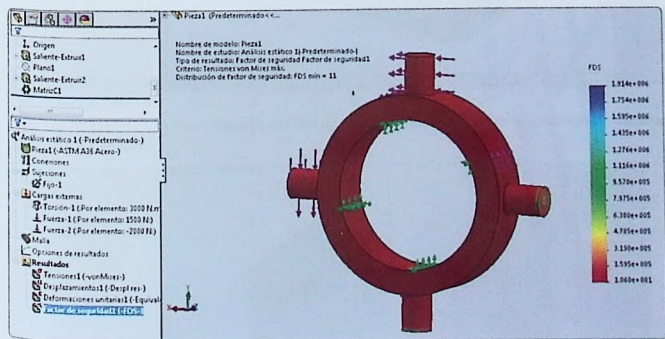 Pieza1 (Predeterminado<<...
Origen
Saliente-Extruir1
Plano1
Saliente-Extruir2
MatrizC1
Análisis estático 1 (-Predeterminado-)
Pieza1 (-ASTM A36 Acero-)
Conexiones
Sujeciones
Fijo-1
Cargas externas
Torsión-1 (:Por elemento: 3000 N.m
Fuerza-1 (:Por elemento: 1500 N:)
Fuerza-2 (:Por elemento: -2000 N:)
Malla
Opciones de resultados
Resultados
Tensiones1 (-vonMises-)
Desplazamientos1 (-Despl res-)
Deformaciones unitarias1 (-Equival
Factor de seguridad1 (-FDS-)
Nombre de modelo: Pieza1
Nombre de estudio: Análisis estático 1(-Predeterminado-)
Tipo de resultado: Factor de seguridad Factor de seguridad1
Criterio: Tensiones von Mises máx.
Distribución de factor de seguridad: FDS mín = 11
FDS
1.914e+006
1.754e+006
1.595e+006
1.435e+006
1.276e+006
1.116e+006
9.570e+005
7.975e+005
6.380e+005
4.785e+005
3.190e+005
1.595e+005
1.060e+001